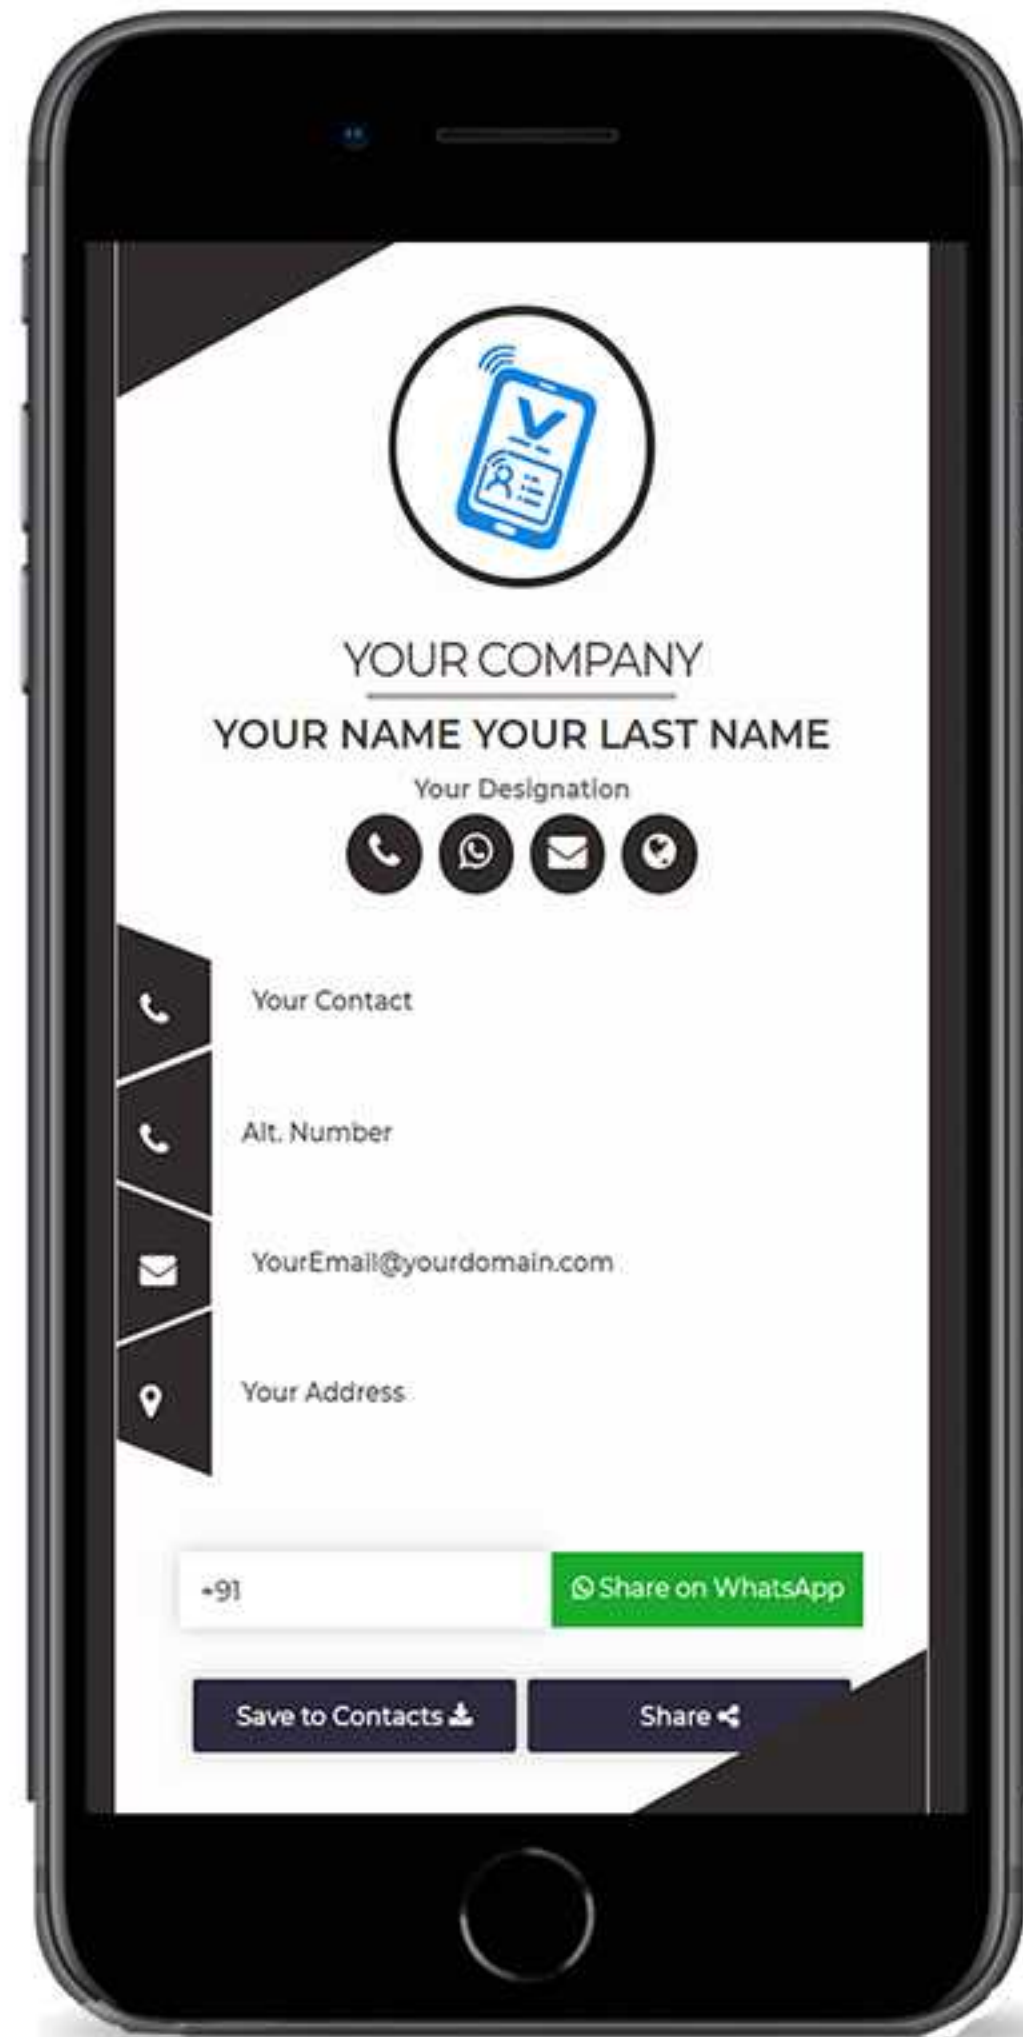 V
YOUR COMPANY
YOUR NAME YOUR LAST NAME
Your Designation
Your Contact
Alt. Number
YourEmail@yourdomain.com
Your Address
+91 Share on WhatsApp
Save to Contacts Share